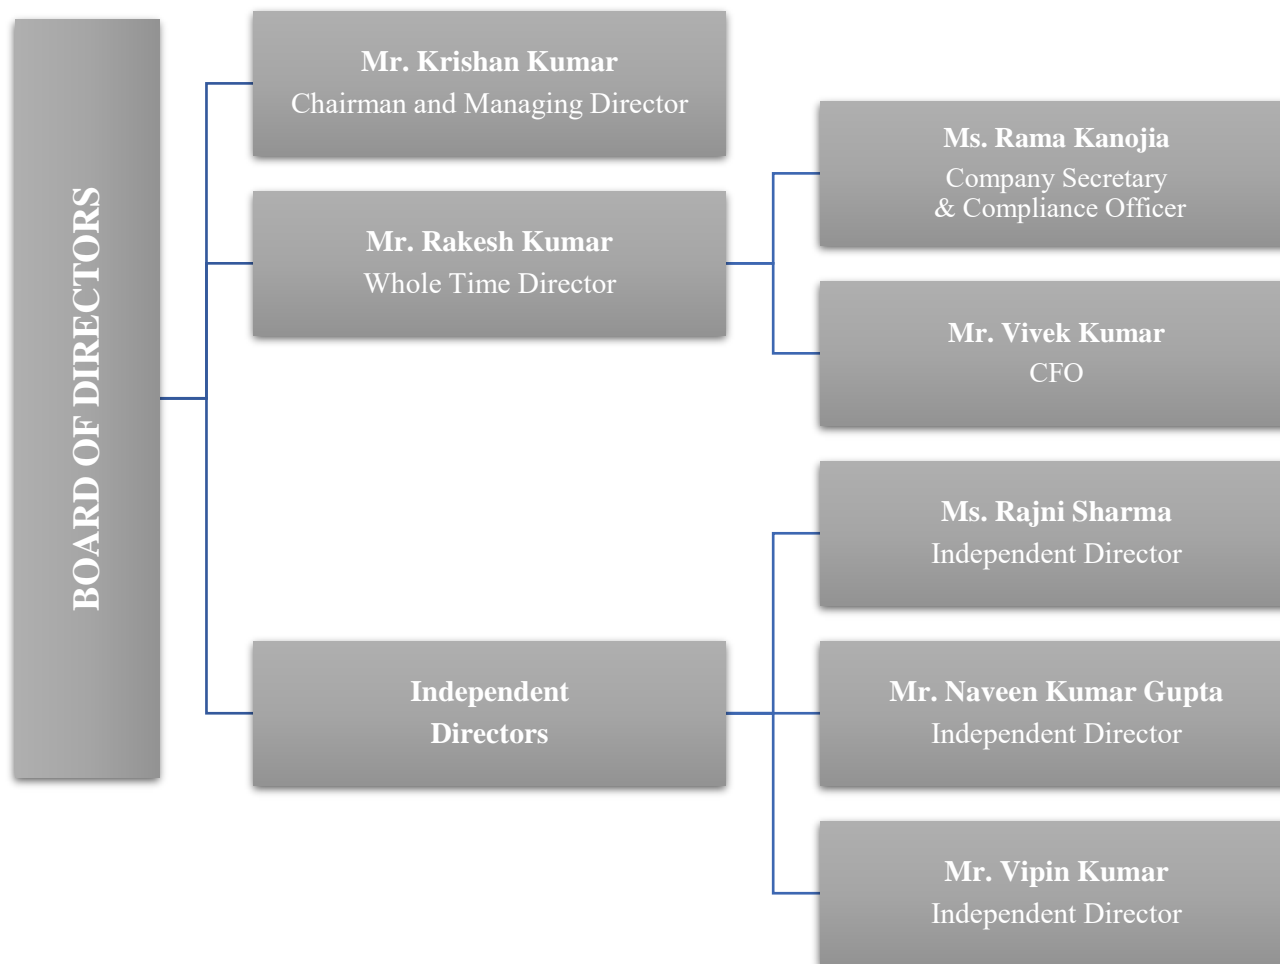 BOARD OF DIRECTORS
Mr. Krishan Kumar
Chairman and Managing Director
Mr. Rakesh Kumar
Whole Time Director
Ms. Rama Kanojia
Company Secretary
& Compliance Officer
Mr. Vivek Kumar
CFO
Independent
Directors
Ms. Rajni Sharma
Independent Director
Mr. Naveen Kumar Gupta
Independent Director
Mr. Vipin Kumar
Independent Director